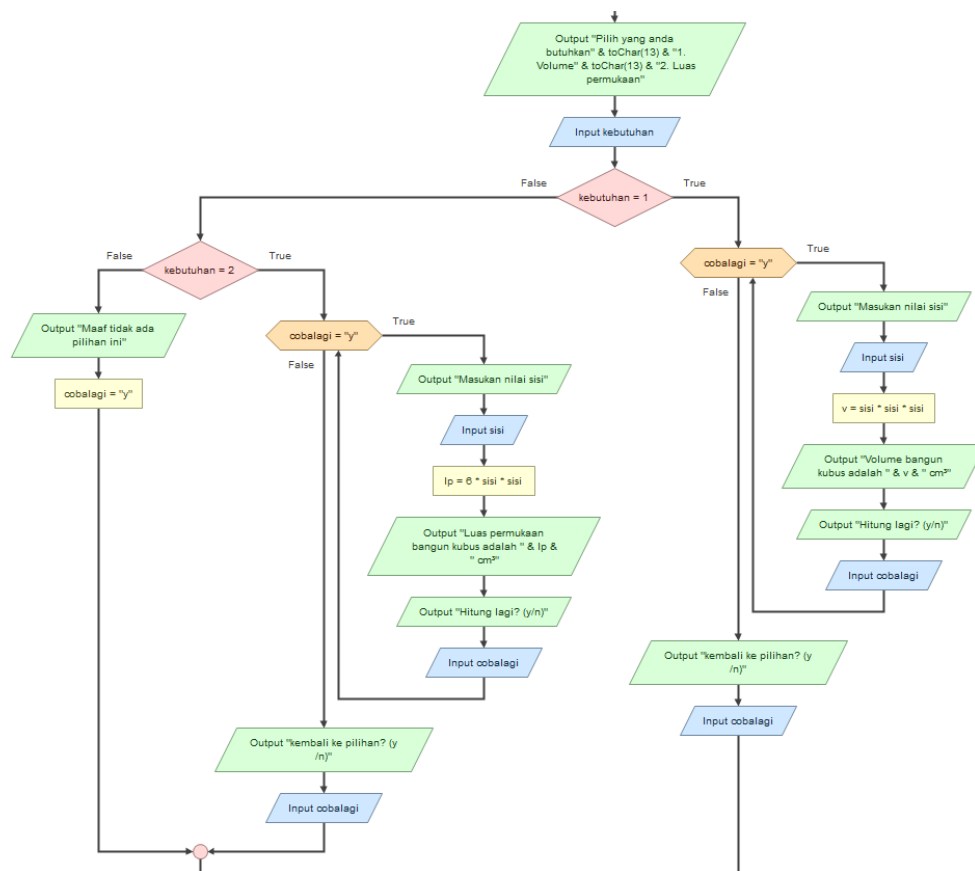 Output "Pilih yang anda
butuhkan" & toChar(13) & "1.
Volume" & toChar(13) & "2. Luas
permukaan"
Input kebutuhan
False
True
kebutuhan = 1
False
True
kebutuhan = 2
Output "Maaf tidak ada
pilihan ini"
cobalagi = "y"
cobalagi = "y"
True
False
Output "Masukan nilai sisi"
Input sisi
lp = 6 * sisi * sisi
Output "Luas permukaan
bangun kubus adalah " & lp &
" cm³"
Output "Hitung lagi? (y/n)"
Input cobalagi
Output "kembali ke pilihan? (y
/n)"
Input cobalagi
cobalagi = "y"
True
False
Output "Masukan nilai sisi"
Input sisi
v = sisi * sisi * sisi
Output "Volume bangun
kubus adalah " & v & " cm³"
Output "Hitung lagi? (y/n)"
Input cobalagi
Output "kembali ke pilihan? (y
/n)"
Input cobalagi